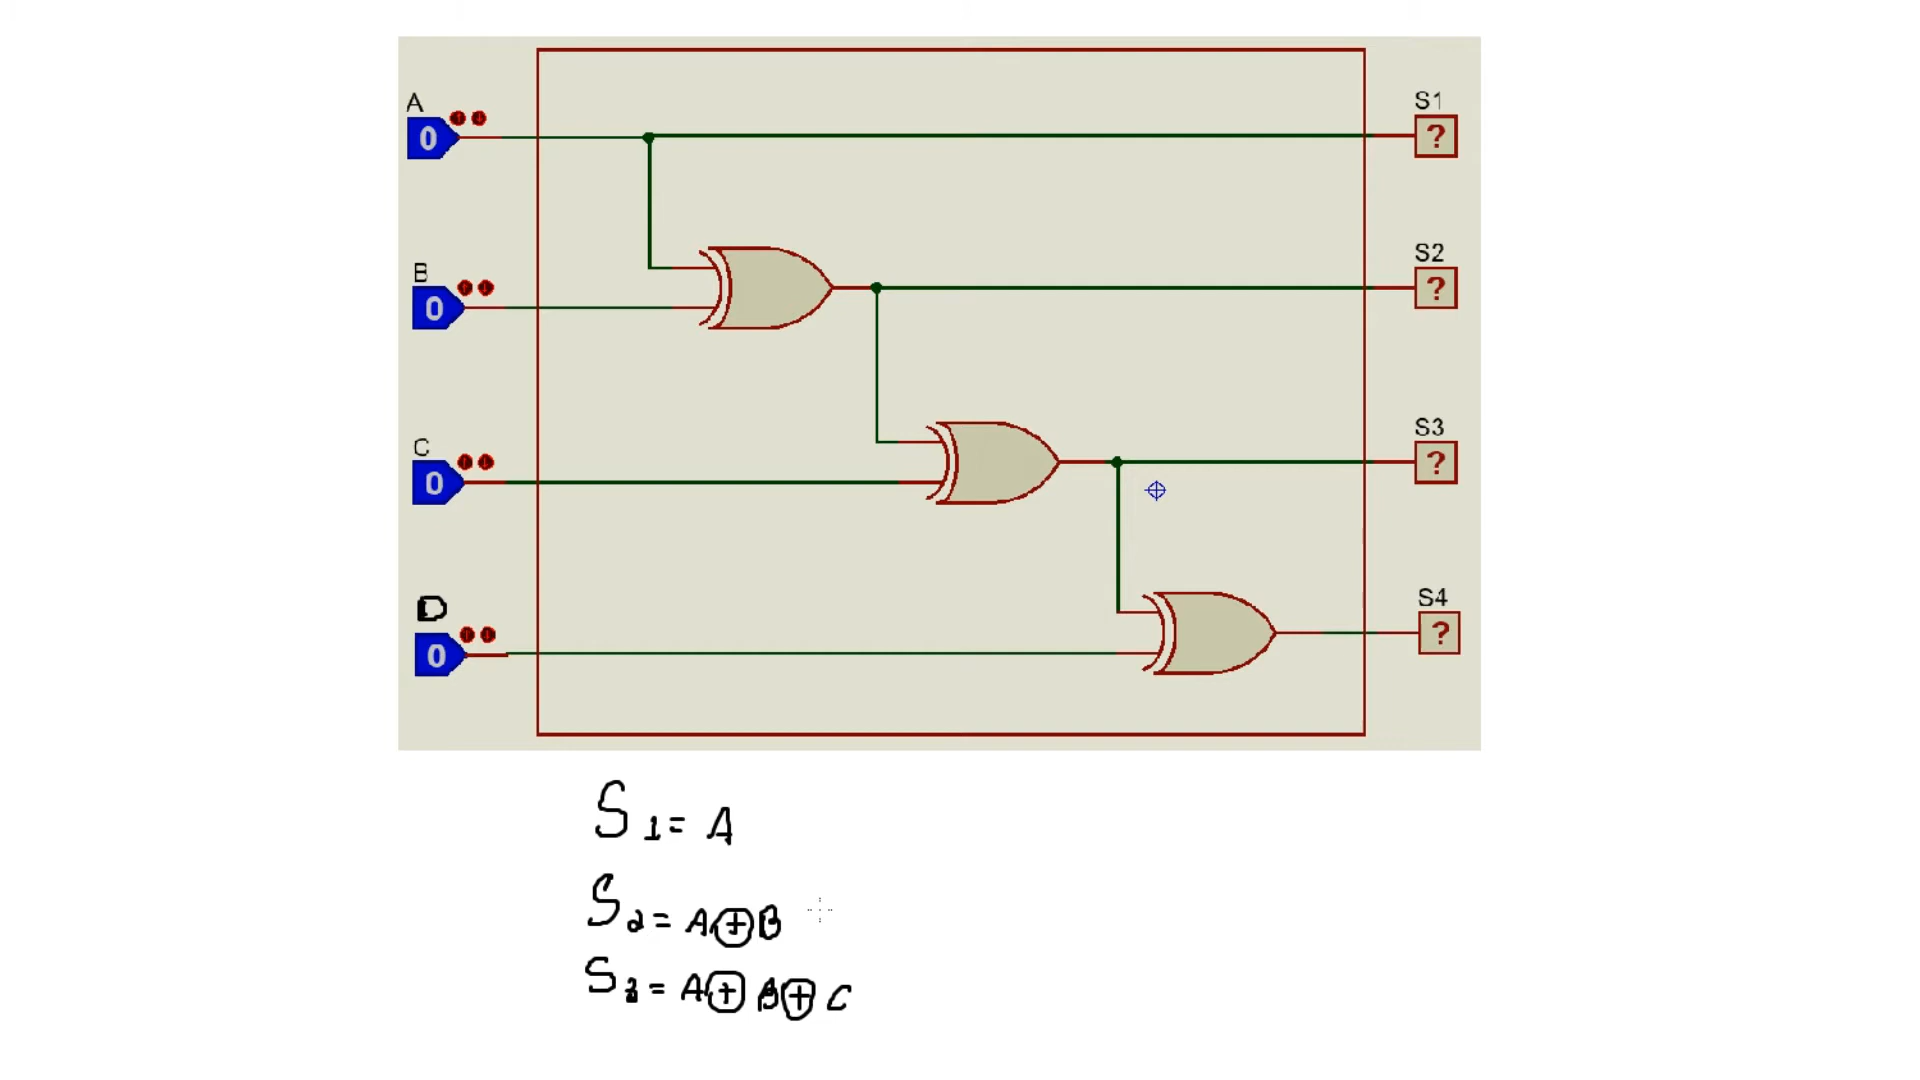 A
0
S1
?
B
0
S2
?
C
0
S3
?
D
0
S4
?
S1 = A
S2 = A⊕B
S3 = A⊕B⊕C